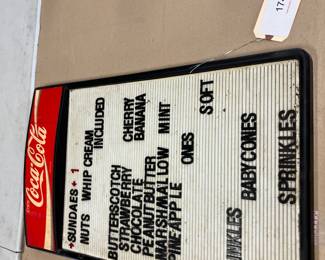 Coca-Cola
+SUNDAES+ 1
NUTS WHIP CREAM INCLUDED
BUTTERSCOTCH CHERRY
STRAWBERRY BANANA
CHOCOLATE
PEANUTBUTTER
MARSHMALLOW MINT
PINEAPPLE
ONES SOFT
INKLES BABYCONES
SPRINKLES